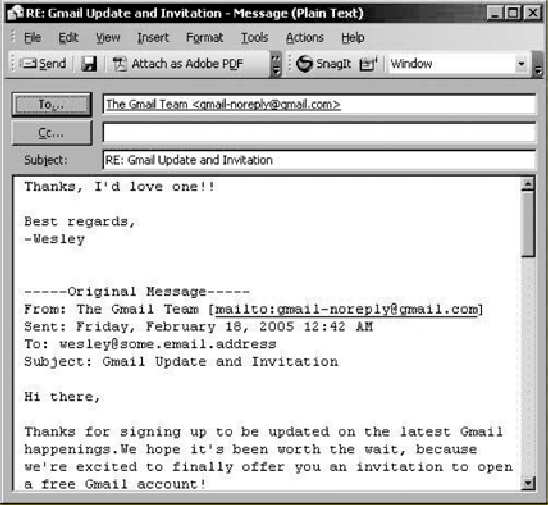 RE: Gmail Update and Invitation - Message (Plain Text)
File Edit View Insert Format Tools Actions Help
Send Attach as Adobe PDF SnagIt Window
To... The Gmail Team <gmail-noreply@gmail.com>
Cc...
Subject: RE: Gmail Update and Invitation
Thanks, I'd love one!!
Best regards,
-Wesley
-----Original Message-----
From: The Gmail Team [mailto:gmail-noreply@gmail.com]
Sent: Friday, February 18, 2005 12:42 AM
To: wesley@some.email.address
Subject: Gmail Update and Invitation
Hi there,
Thanks for signing up to be updated on the latest Gmail
happenings.We hope it's been worth the wait, because
we're excited to finally offer you an invitation to open
a free Gmail account!